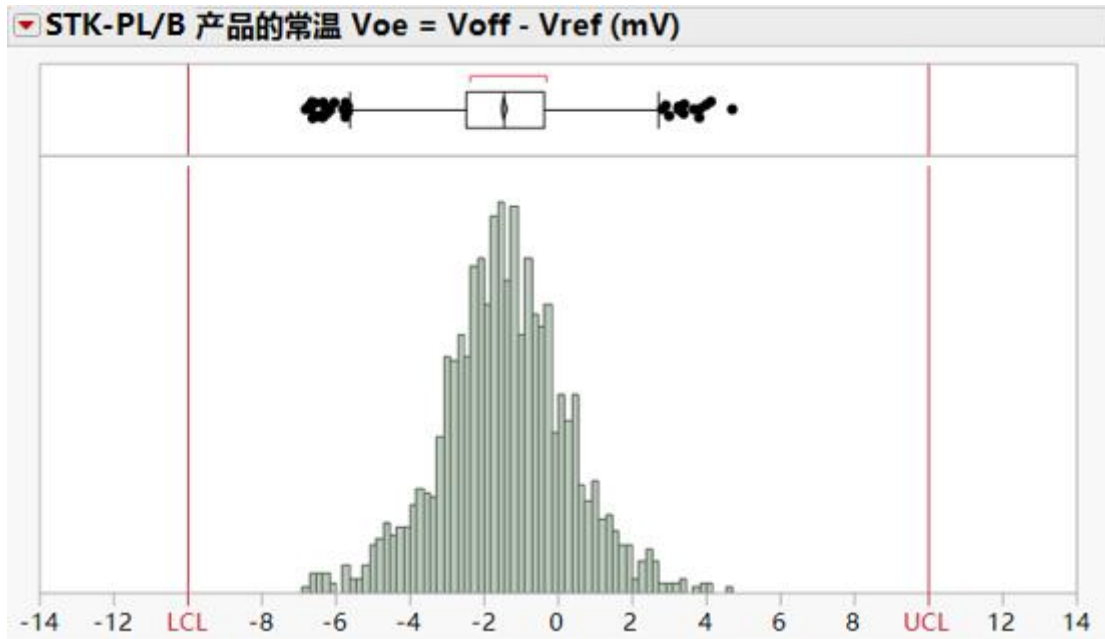 STK-PL/B 产品的常温 Voe = Voff - Vref (mV)
-14 -12 LCL -8 -6 -4 -2 0 2 4 6 8 UCL 12 14